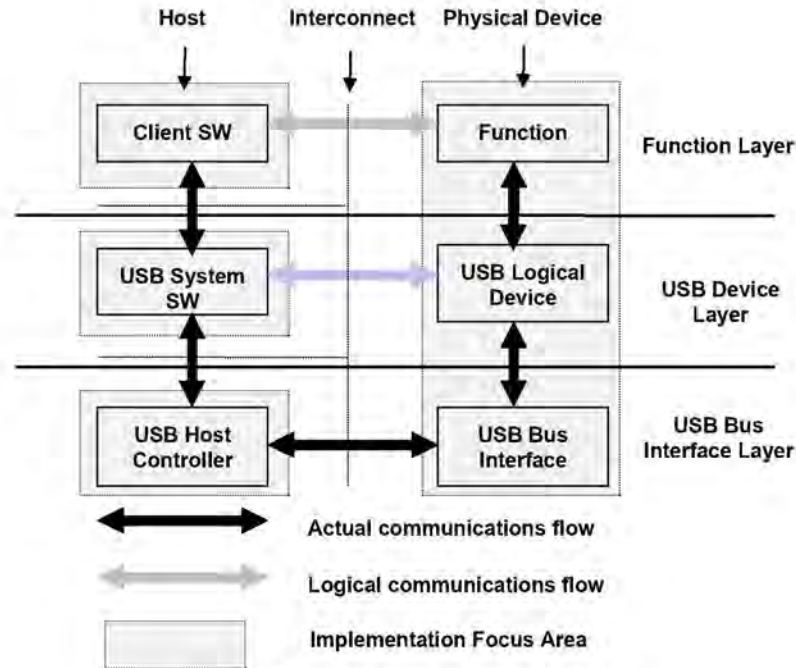 Host Interconnect Physical Device
Client SW Function
Function Layer
USB System
SW
USB Logical
Device
USB Device
Layer
USB Host
Controller
USB Bus
Interface
USB Bus
Interface Layer
Actual communications flow
Logical communications flow
Implementation Focus Area